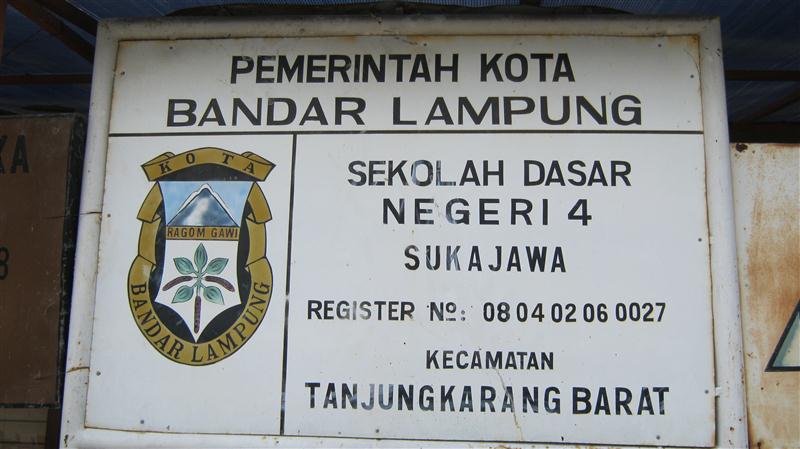 PEMERINTAH KOTA
BANDAR LAMPUNG
KOTA
RAGOM GAWI
BANDAR LAMPUNG
SEKOLAH DASAR
NEGERI 4
SUKAJAWA
REGISTER No: 08 04 02 06 0027
KECAMATAN
TANJUNGKARANG BARAT